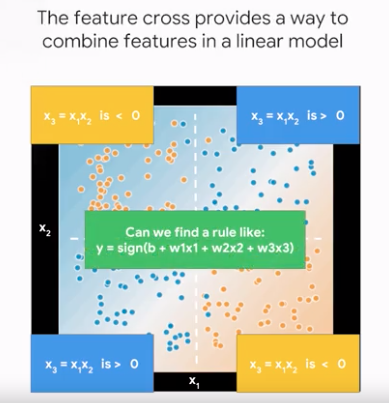 The feature cross provides a way to
combine features in a linear model
x₃ = x₁x₂ is < 0
x₃ = x₁x₂ is > 0
x₂
Can we find a rule like:
y = sign(b + w1x1 + w2x2 + w3x3)
x₃ = x₁x₂ is > 0
x₃ = x₁x₂ is < 0
x₁